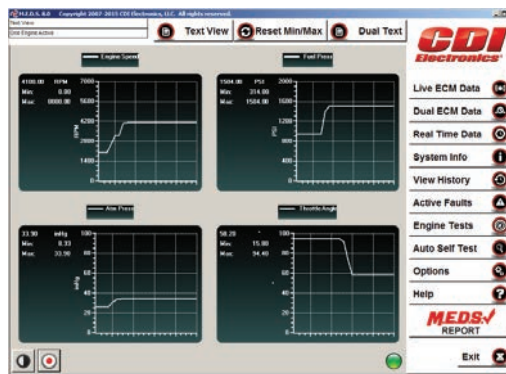 M.E.D.S. 8.0 Copyright 2007-2015 CDI Electronics, LLC. All rights reserved.
Text View
One Engine Active
Text View
Reset Min/Max
Dual Text
CDI
Electronics
Engine Speed
4100.00 RPM
Min: 0.00
Max:
7000
5600
4200
2800
1400
0
RPM
Fuel Press
1504.00 PSI
Min: 314.00
Max: 1504.00
2000
1600
1200
800
400
0
PSI
Atm Press
33.90 inHg
Min: 0.33
Max: 33.90
100
80
60
40
20
0
inHg
Throttle Angle
58.20
Min: 15.80
Max: 94.40
100
80
60
40
20
0
Live ECM Data
Dual ECM Data
Real Time Data
System Info
View History
Active Faults
Engine Tests
Auto Self Test
Options
Help
M.E.D.S.
REPORT
Exit